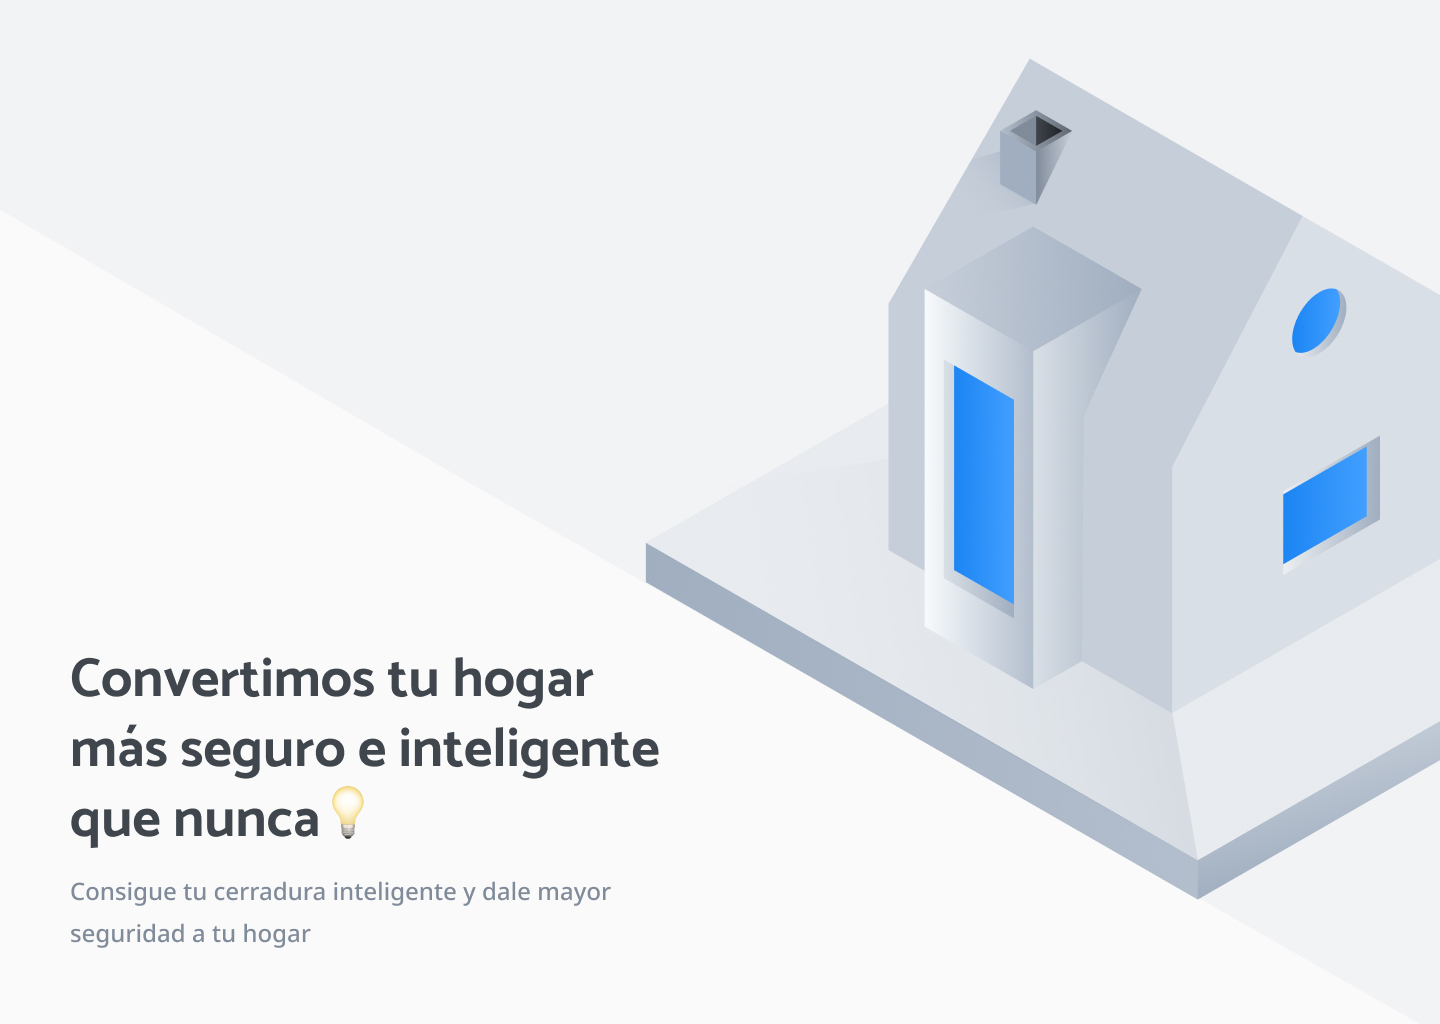 Convertimos tu hogar
más seguro e inteligente
que nunca💡
Consigue tu cerradura inteligente y dale mayor
seguridad a tu hogar